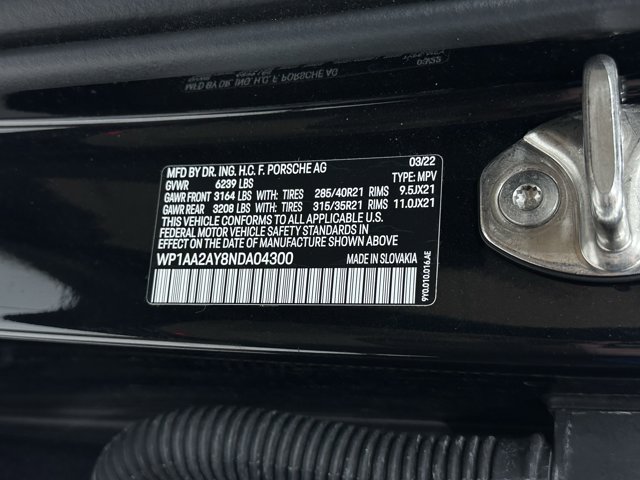 MFD BY DR. ING. H.C. F. PORSCHE AG 03/22
GVWR 6239 LBS TYPE: MPV
GAWR FRONT 3164 LBS WITH: TIRES 285/40R21 RIMS 9.5JX21
GAWR REAR 3208 LBS WITH: TIRES 315/35R21 RIMS 11.0JX21
THIS VEHICLE CONFORMS TO ALL APPLICABLE U.S.
FEDERAL MOTOR VEHICLE SAFETY STANDARDS IN
EFFECT ON THE DATE OF MANUFACTURE SHOWN ABOVE
WP1AA2AY8NDA04300 MADE IN SLOVAKIA
9Y0.010.016.AE